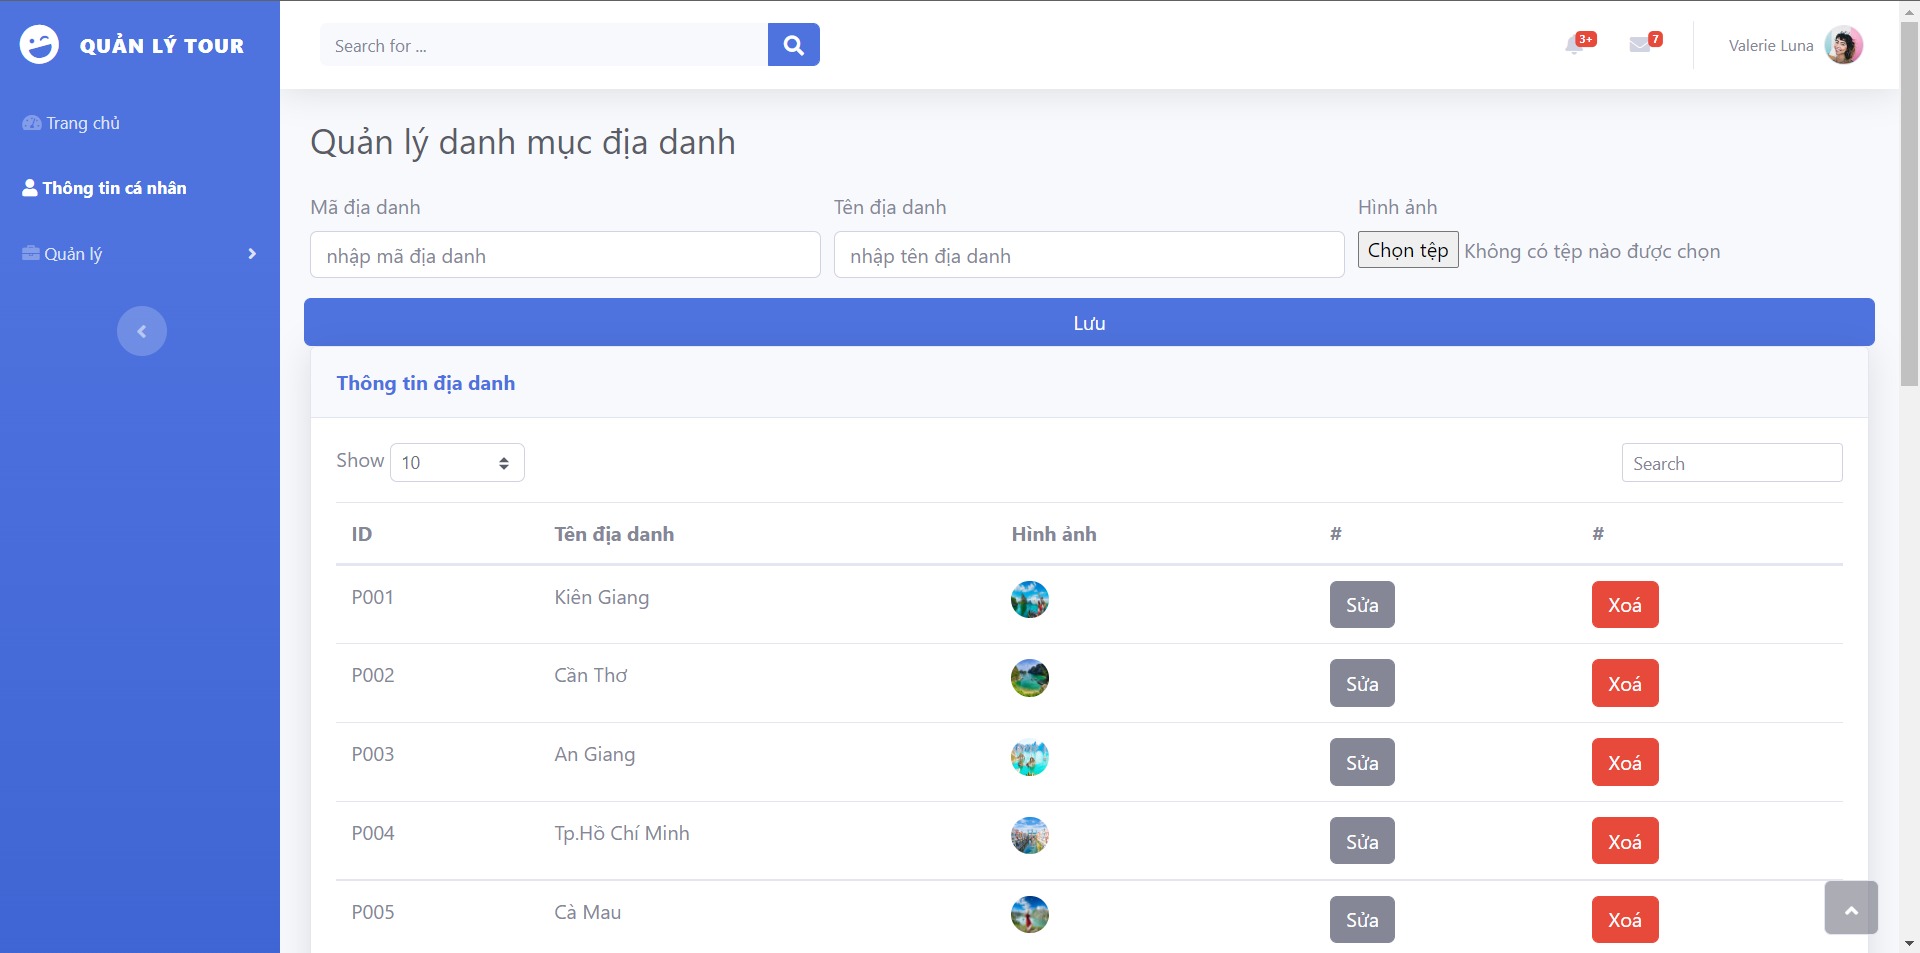 QUẢN LÝ TOUR
Search for ...
3+
7
Valerie Luna
Trang chủ
Thông tin cá nhân
Quản lý
Quản lý danh mục địa danh
Mã địa danh
Tên địa danh
Hình ảnh
nhập mã địa danh
nhập tên địa danh
Chọn tệp Không có tệp nào được chọn
Lưu
Thông tin địa danh
Show 10
Search
ID Tên địa danh Hình ảnh # #
P001 Kiên Giang Sửa Xoá
P002 Cần Thơ Sửa Xoá
P003 An Giang Sửa Xoá
P004 Tp.Hồ Chí Minh Sửa Xoá
P005 Cà Mau Sửa Xoá